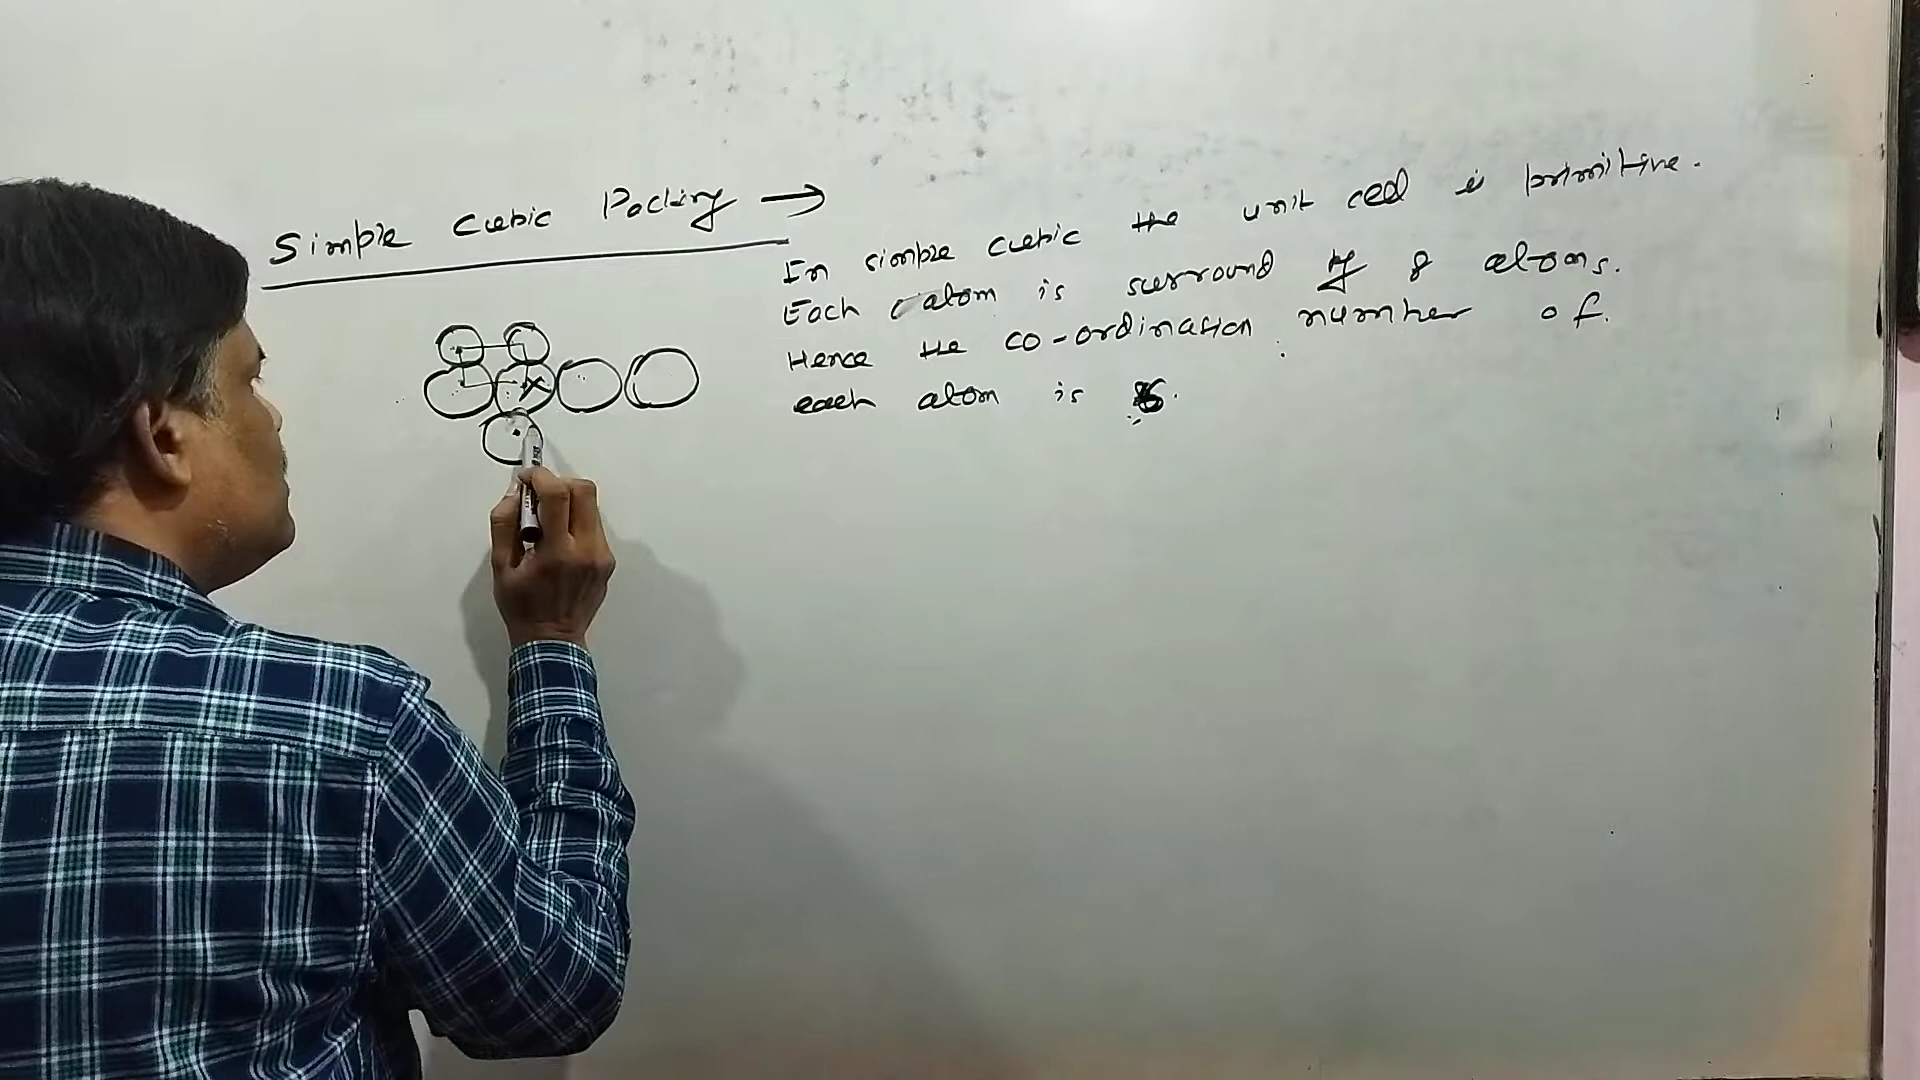 Simple Cubic Packing →
In simple cubic the unit cell is primitive.
Each atom is surround by 8 atoms.
Hence the co-ordination number of.
each atom is 6.